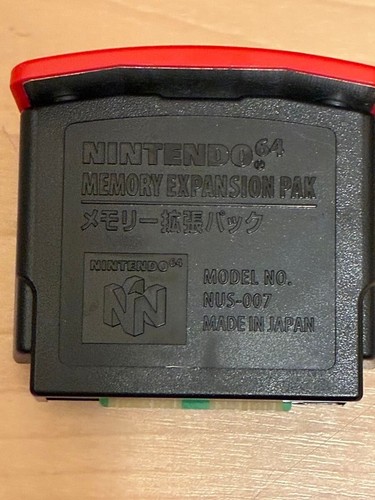 NINTENDO64
MEMORY EXPANSION PAK
メモリー拡張パック
NINTENDO64
MODEL NO.
NUS-007
MADE IN JAPAN